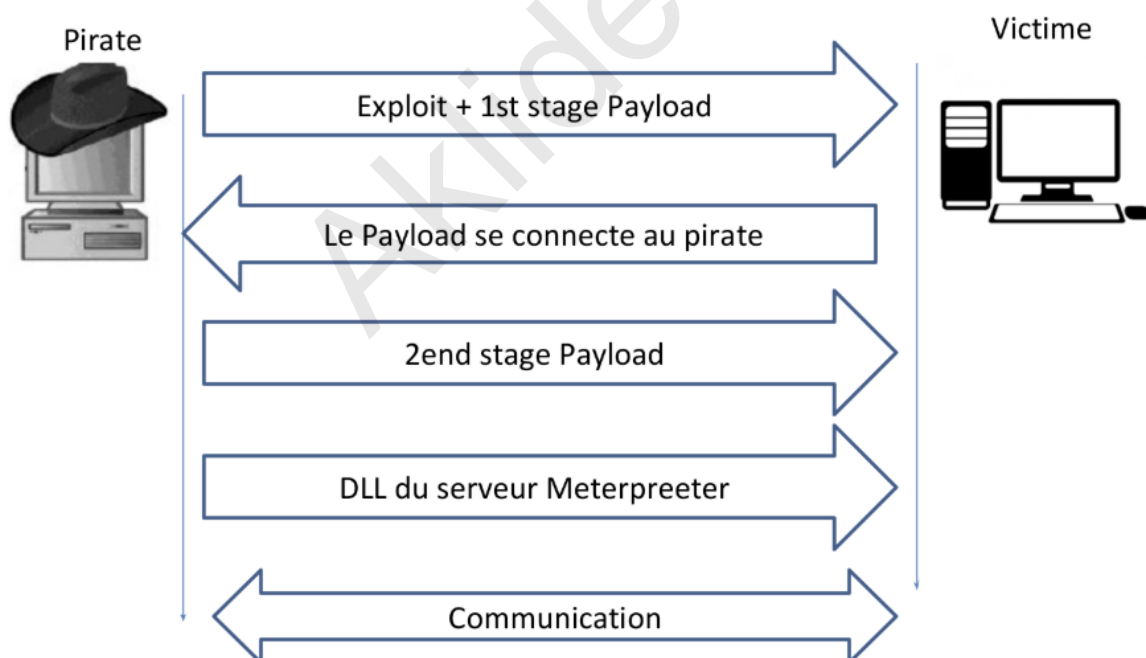 Pirate
Victime
Exploit + 1st stage Payload
Le Payload se connecte au pirate
2end stage Payload
DLL du serveur Meterpreeter
Communication
Aklide